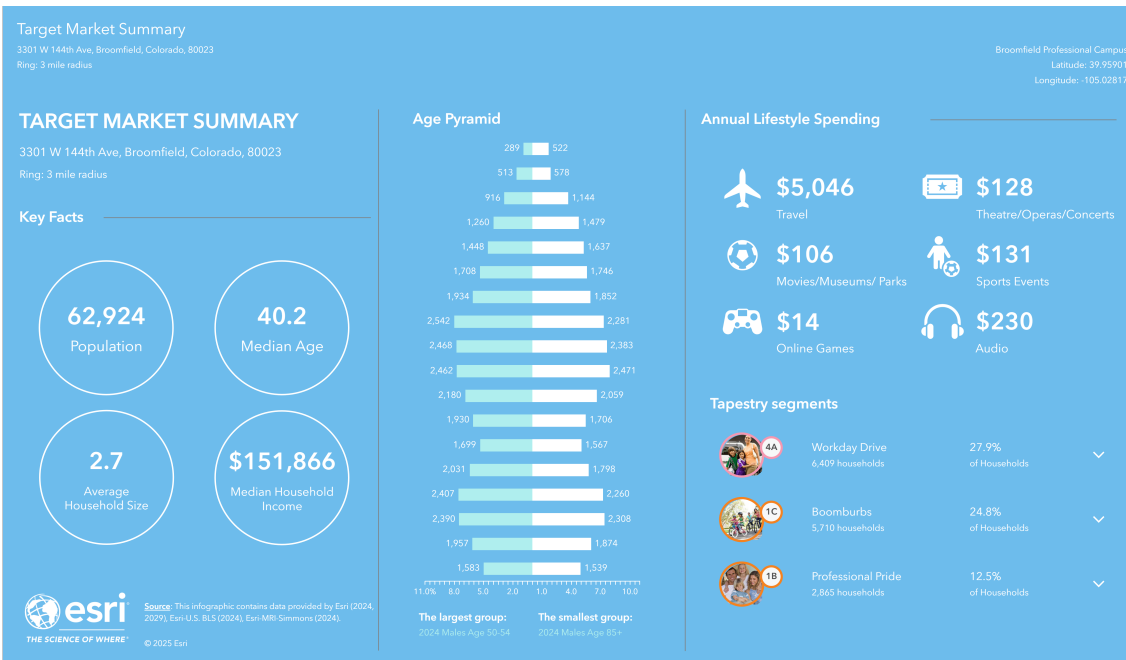 Target Market Summary
3301 W 144th Ave, Broomfield, Colorado, 80023
Ring: 3 mile radius
Broomfield Professional Campus
Latitude: 39.95901
Longitude: -105.02817
TARGET MARKET SUMMARY
3301 W 144th Ave, Broomfield, Colorado, 80023
Ring: 3 mile radius
Key Facts
62,924
Population
40.2
Median Age
2.7
Average
Household Size
$151,866
Median Household
Income
esri
THE SCIENCE OF WHERE®
Source: This infographic contains data provided by Esri (2024,
2029), Esri-U.S. BLS (2024), Esri-MRI-Simmons (2024).
© 2025 Esri
Age Pyramid
289 522
513 578
916 1,144
1,260 1,479
1,448 1,637
1,708 1,746
1,934 1,852
2,542 2,281
2,468 2,383
2,462 2,471
2,180 2,059
1,930 1,706
1,699 1,567
2,031 1,798
2,407 2,260
2,390 2,308
1,957 1,874
1,583 1,539
11.0% 8.0 5.0 2.0 1.0 4.0 7.0 10.0
The largest group: The smallest group:
2024 Males Age 50-54 2024 Males Age 85+
Annual Lifestyle Spending
$5,046
Travel
$128
Theatre/Operas/Concerts
$106
Movies/Museums/ Parks
$131
Sports Events
$14
Online Games
$230
Audio
Tapestry segments
4A Workday Drive 27.9%
6,409 households of Households
1C Boomburbs 24.8%
5,710 households of Households
1B Professional Pride 12.5%
2,865 households of Households